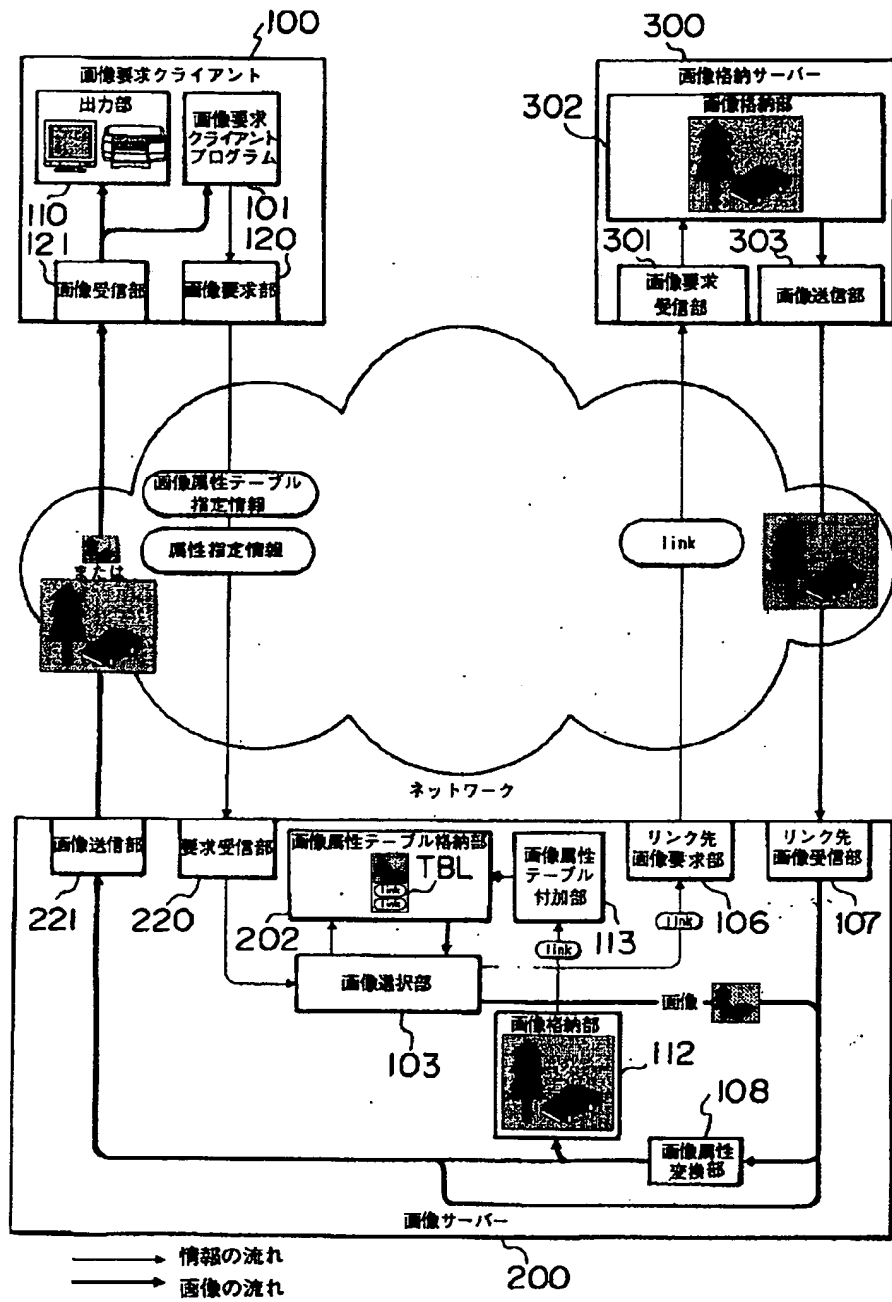 100
画像要求クライアント
出力部
画像要求
クライアント
プログラム
110
121
101
120
画像受信部
画像要求部
300
画像格納サーバー
302
画像格納部
301
303
画像要求
受信部
画像送信部
画像属性テーブル
指定情報
属性指定情報
または
link
ネットワーク
画像送信部
221
要求受信部
220
画像属性テーブル格納部
TBL
link
link
202
画像属性
テーブル
付加部
113
リンク先
画像要求部
106
リンク先
画像受信部
107
link
link
画像選択部
103
画像
画像格納部
112
108
画像属性
変換部
画像サーバー
200
情報の流れ
画像の流れ